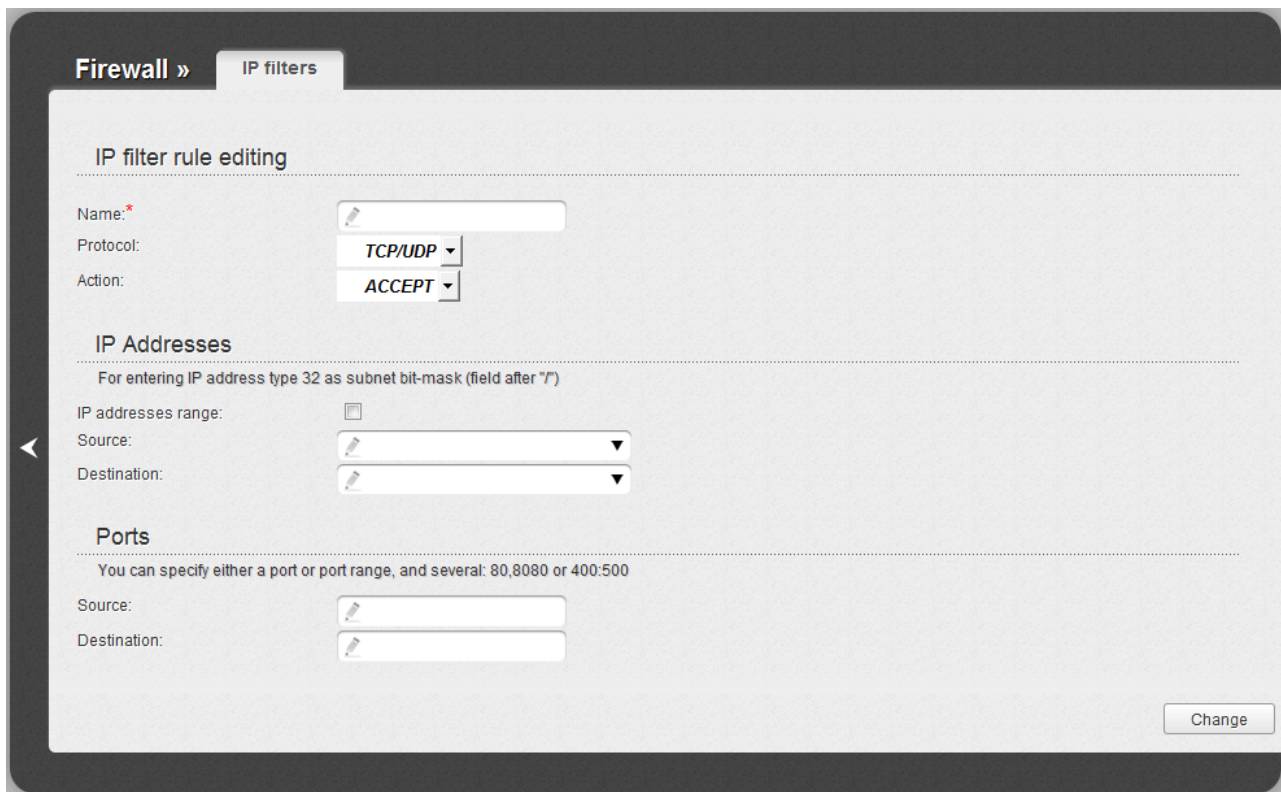 Firewall » IP filters
IP filter rule editing
Name:*
Protocol: TCP/UDP
Action: ACCEPT
IP Addresses
For entering IP address type 32 as subnet bit-mask (field after "/")
IP addresses range:
Source:
Destination:
Ports
You can specify either a port or port range, and several: 80,8080 or 400:500
Source:
Destination:
Change